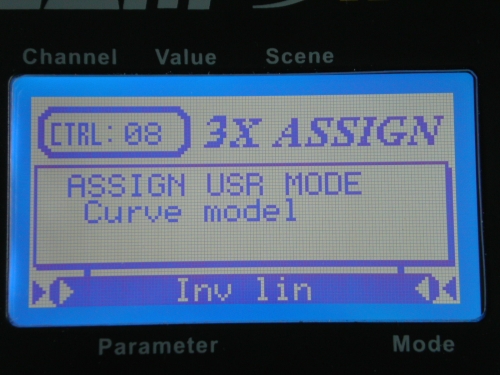 Channel Value Scene
CTRL: 08 3X ASSIGN
ASSIGN USR MODE
Curve model
Inv lin
Parameter Mode